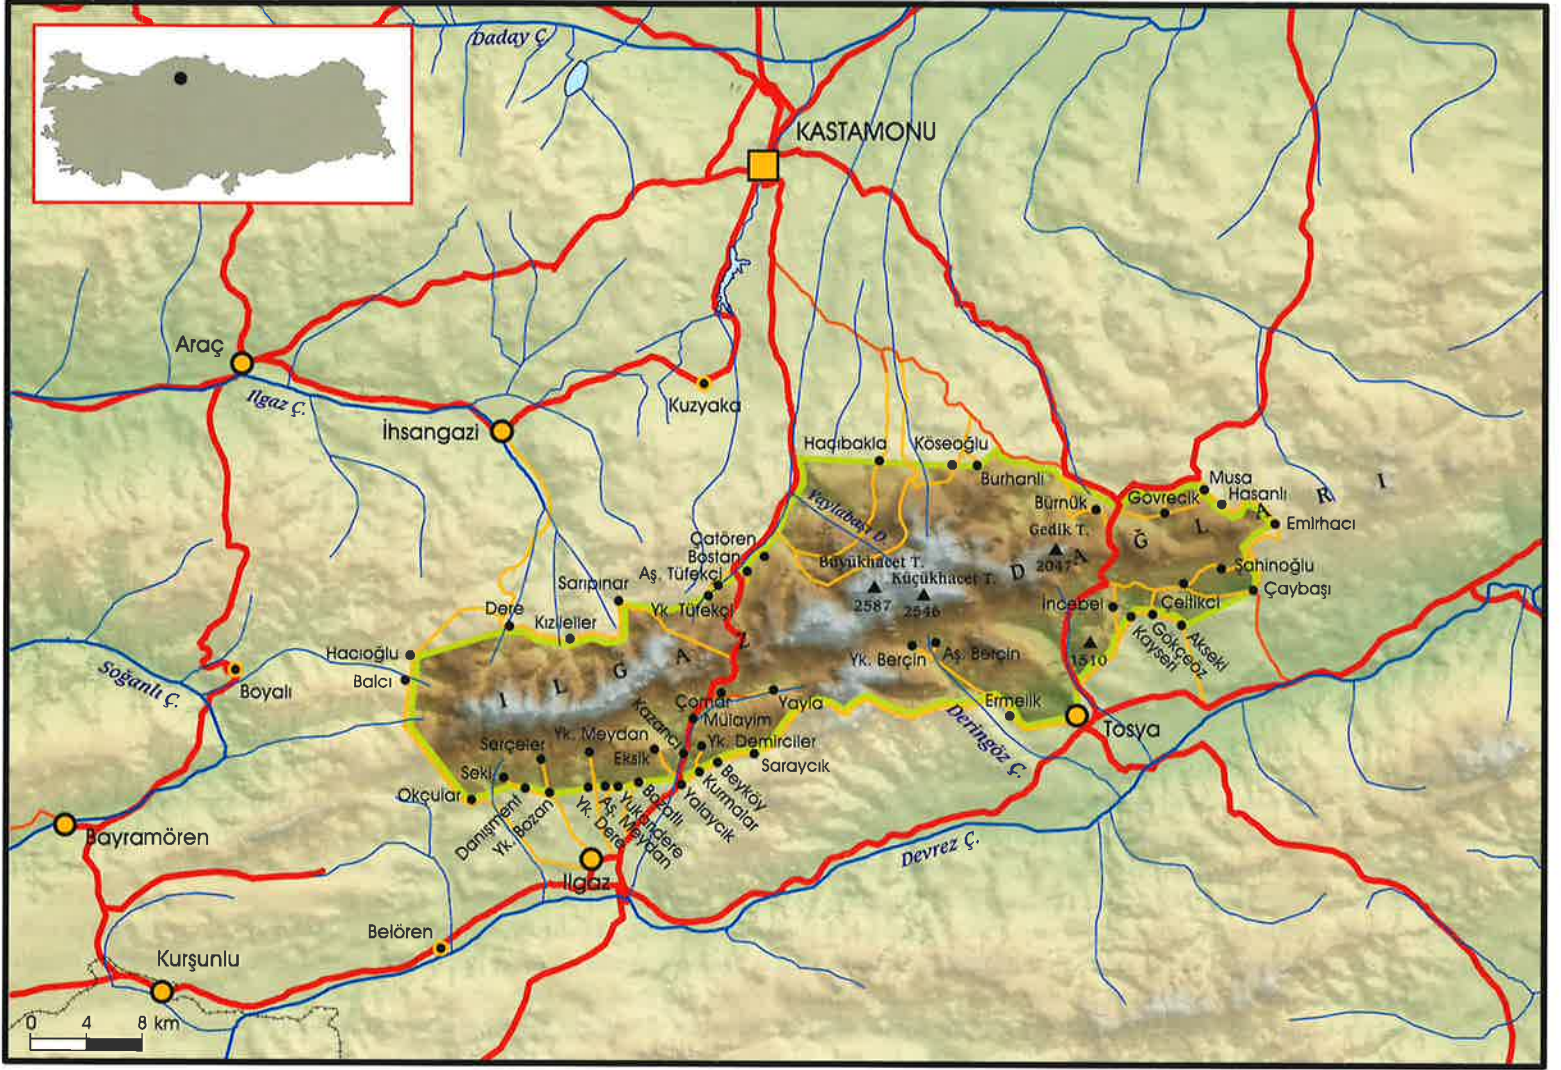 Daday Ç.
KASTAMONU
Araç
Ilgaz Ç.
İhsangazi
Kuzyaka
Hacıbakla
Köseoğlu
Burhanlı
Musa
Hasanlı
Gövrecik
Bürnük
Emirhacı
Yaylabaşı D.
Gedik T.
2047
Çatören
Bostan
Aş. Tüfekçi
Yk. Tüfekçi
Büyükhacet T.
2587
Küçükhacet T.
2546
Şahinoğlu
Çaybaşı
Çeltikci
İncebel
Kayseri
Gökçeöz
Akseki
1510
Sarıpınar
Dere
Kızıleller
Hacıoğlu
Balcı
Yk. Berçin
Aş. Berçin
I L G A Z D A Ğ L A R I
Soğanlı Ç.
Boyalı
Çomar
Yayla
Ermelik
Tosya
Deringöz Ç.
Kazancı
Mülayim
Yk. Meydan
Yk. Demirciler
Serçeler
Eksik
Saraycık
Seki
Okçular
Danışment
Yk. Bozan
Yk. Dere
Aş. Meydan
Yukarıdere
Bozatlı
Yalaycık
Kurmalar
Beyköy
Bayramören
Devrez Ç.
Ilgaz
Belören
Kurşunlu
0 4 8 km